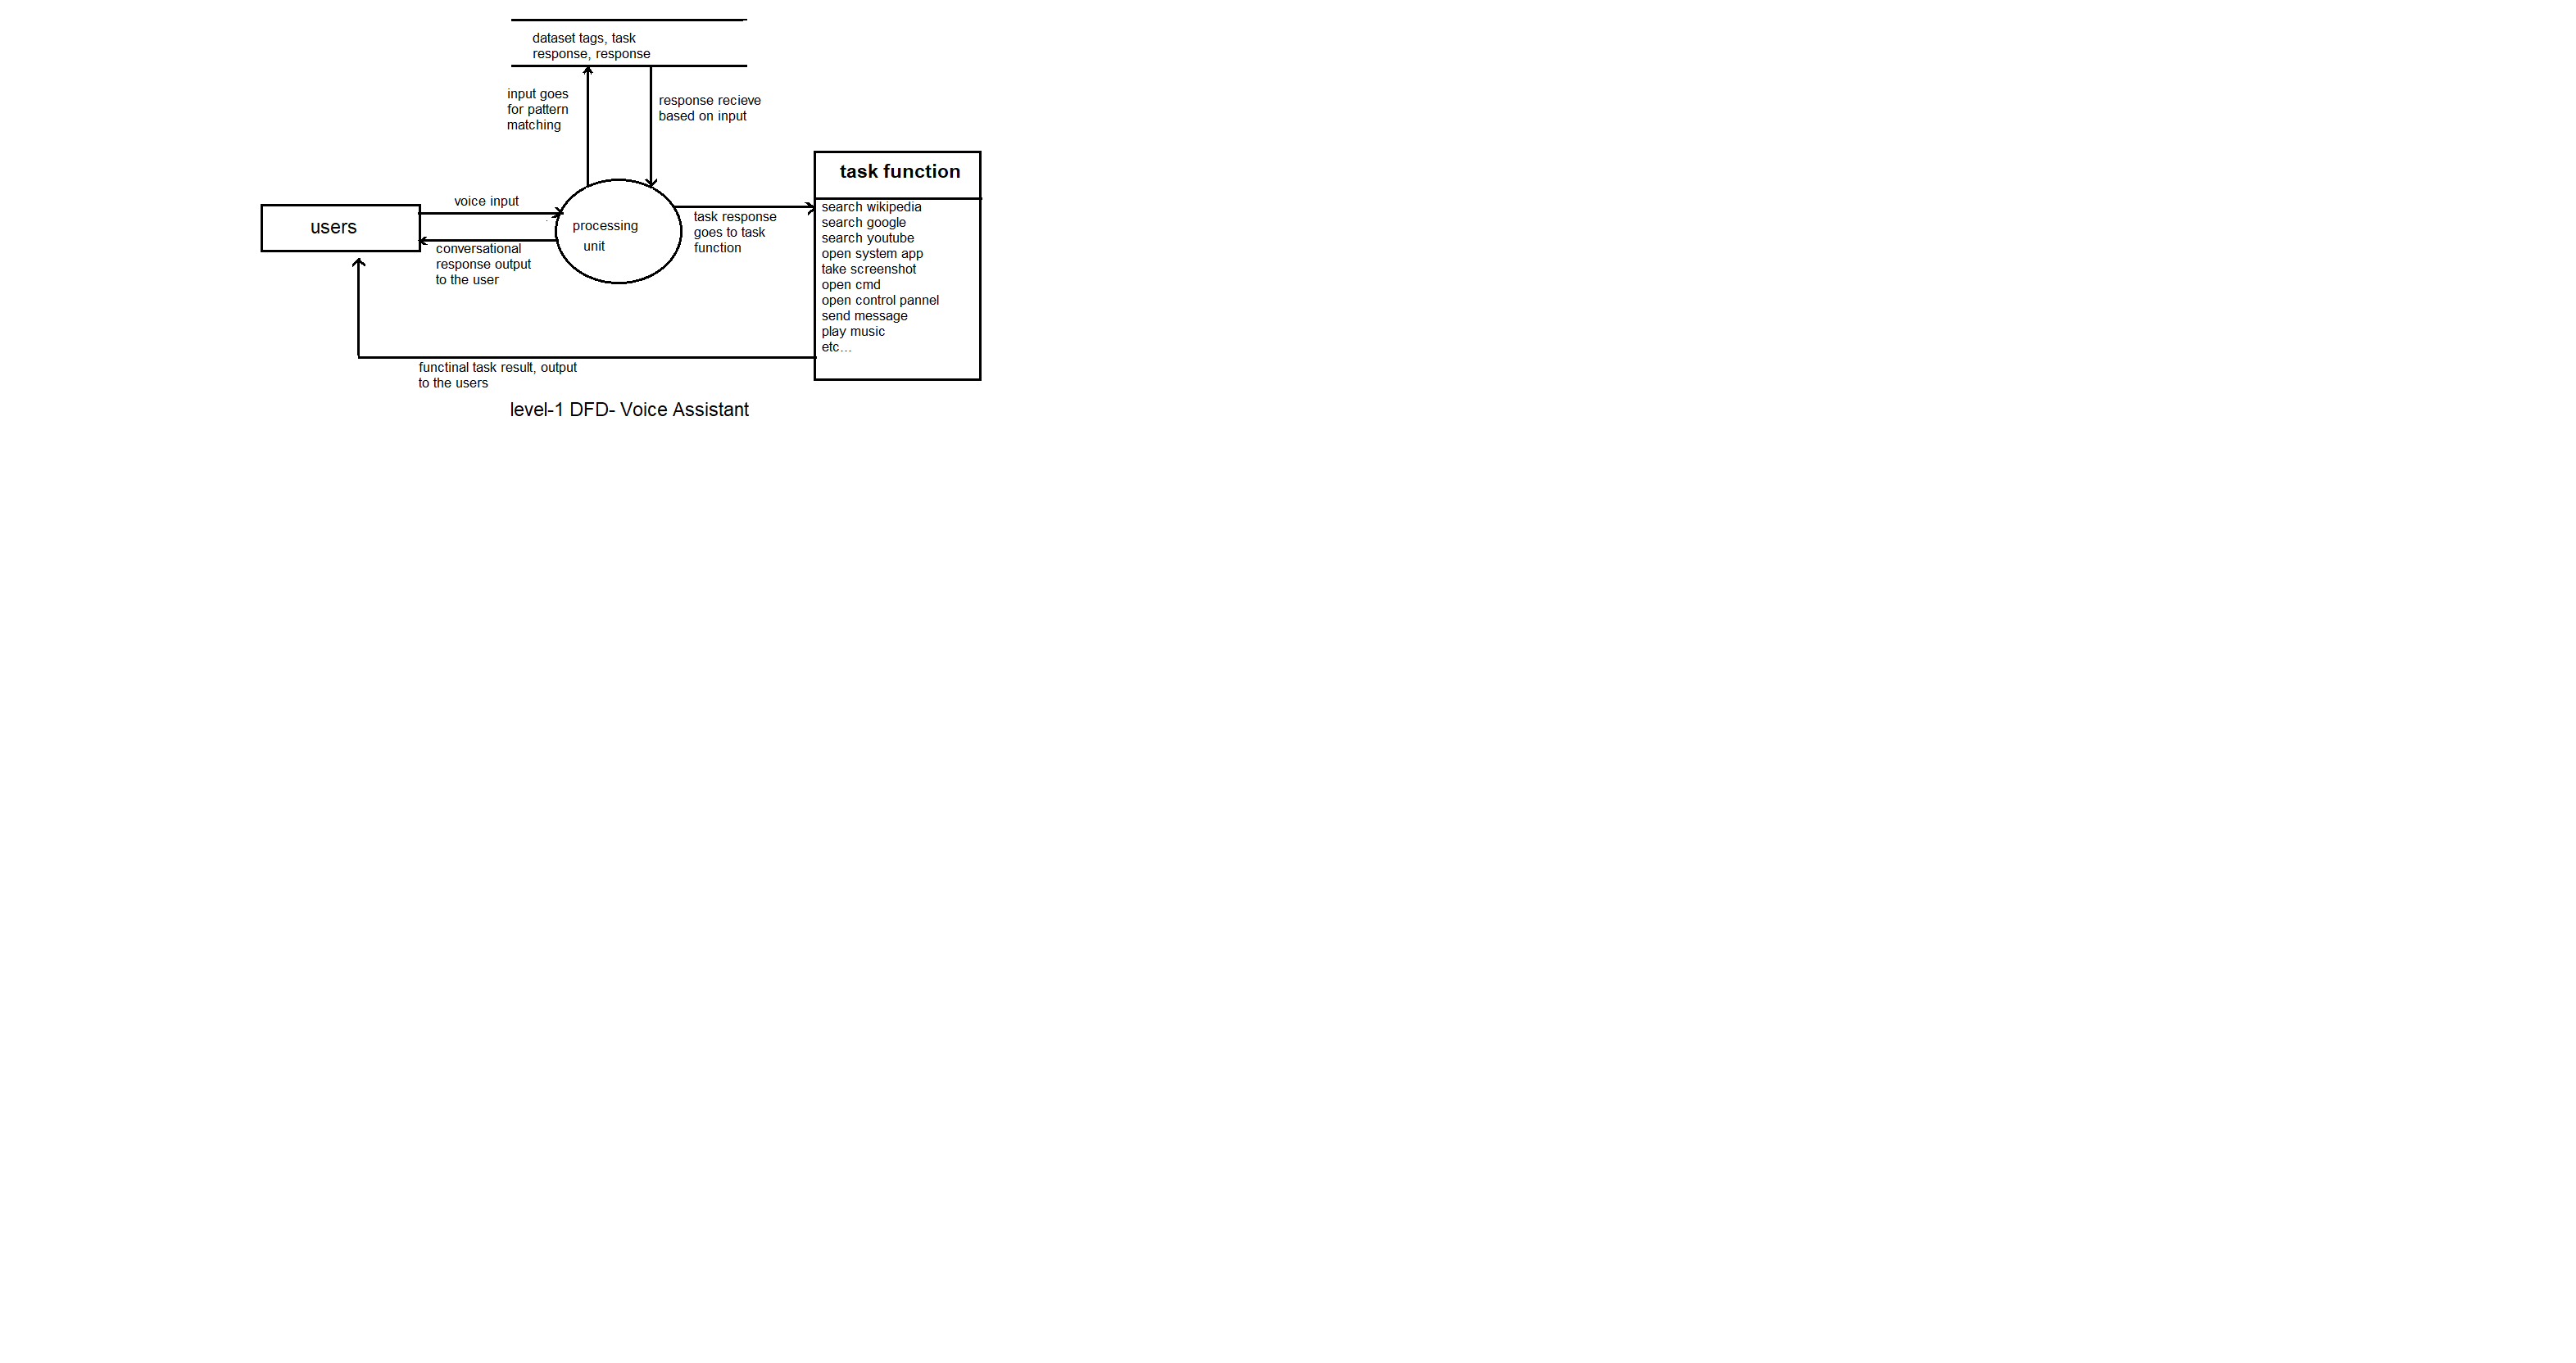 dataset tags, task
response, response
input goes
for pattern
matching
response recieve
based on input
task function
voice input
users
processing
unit
conversational
response output
to the user
task response
goes to task
function
search wikipedia
search google
search youtube
open system app
take screenshot
open cmd
open control pannel
send message
play music
etc...
functinal task result, output
to the users
level-1 DFD- Voice Assistant